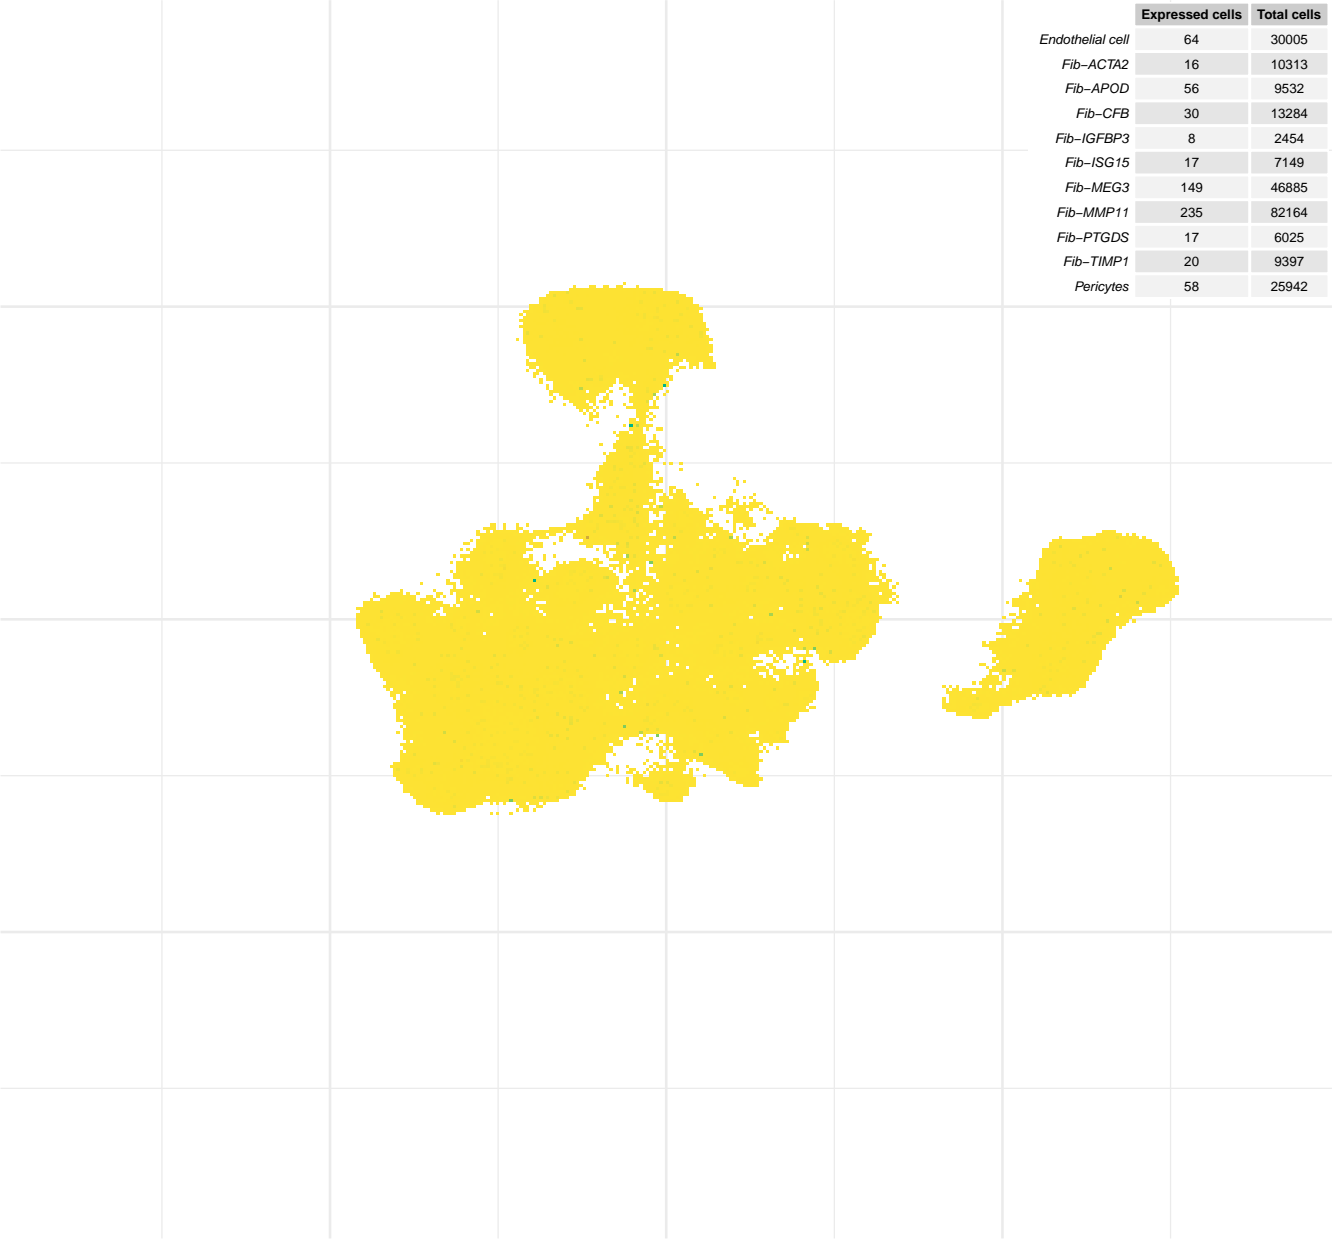 Expressed cells Total cells
Endothelial cell 64 30005
Fib−ACTA2 16 10313
Fib−APOD 56 9532
Fib−CFB 30 13284
Fib−IGFBP3 8 2454
Fib−ISG15 17 7149
Fib−MEG3 149 46885
Fib−MMP11 235 82164
Fib−PTGDS 17 6025
Fib−TIMP1 20 9397
Pericytes 58 25942